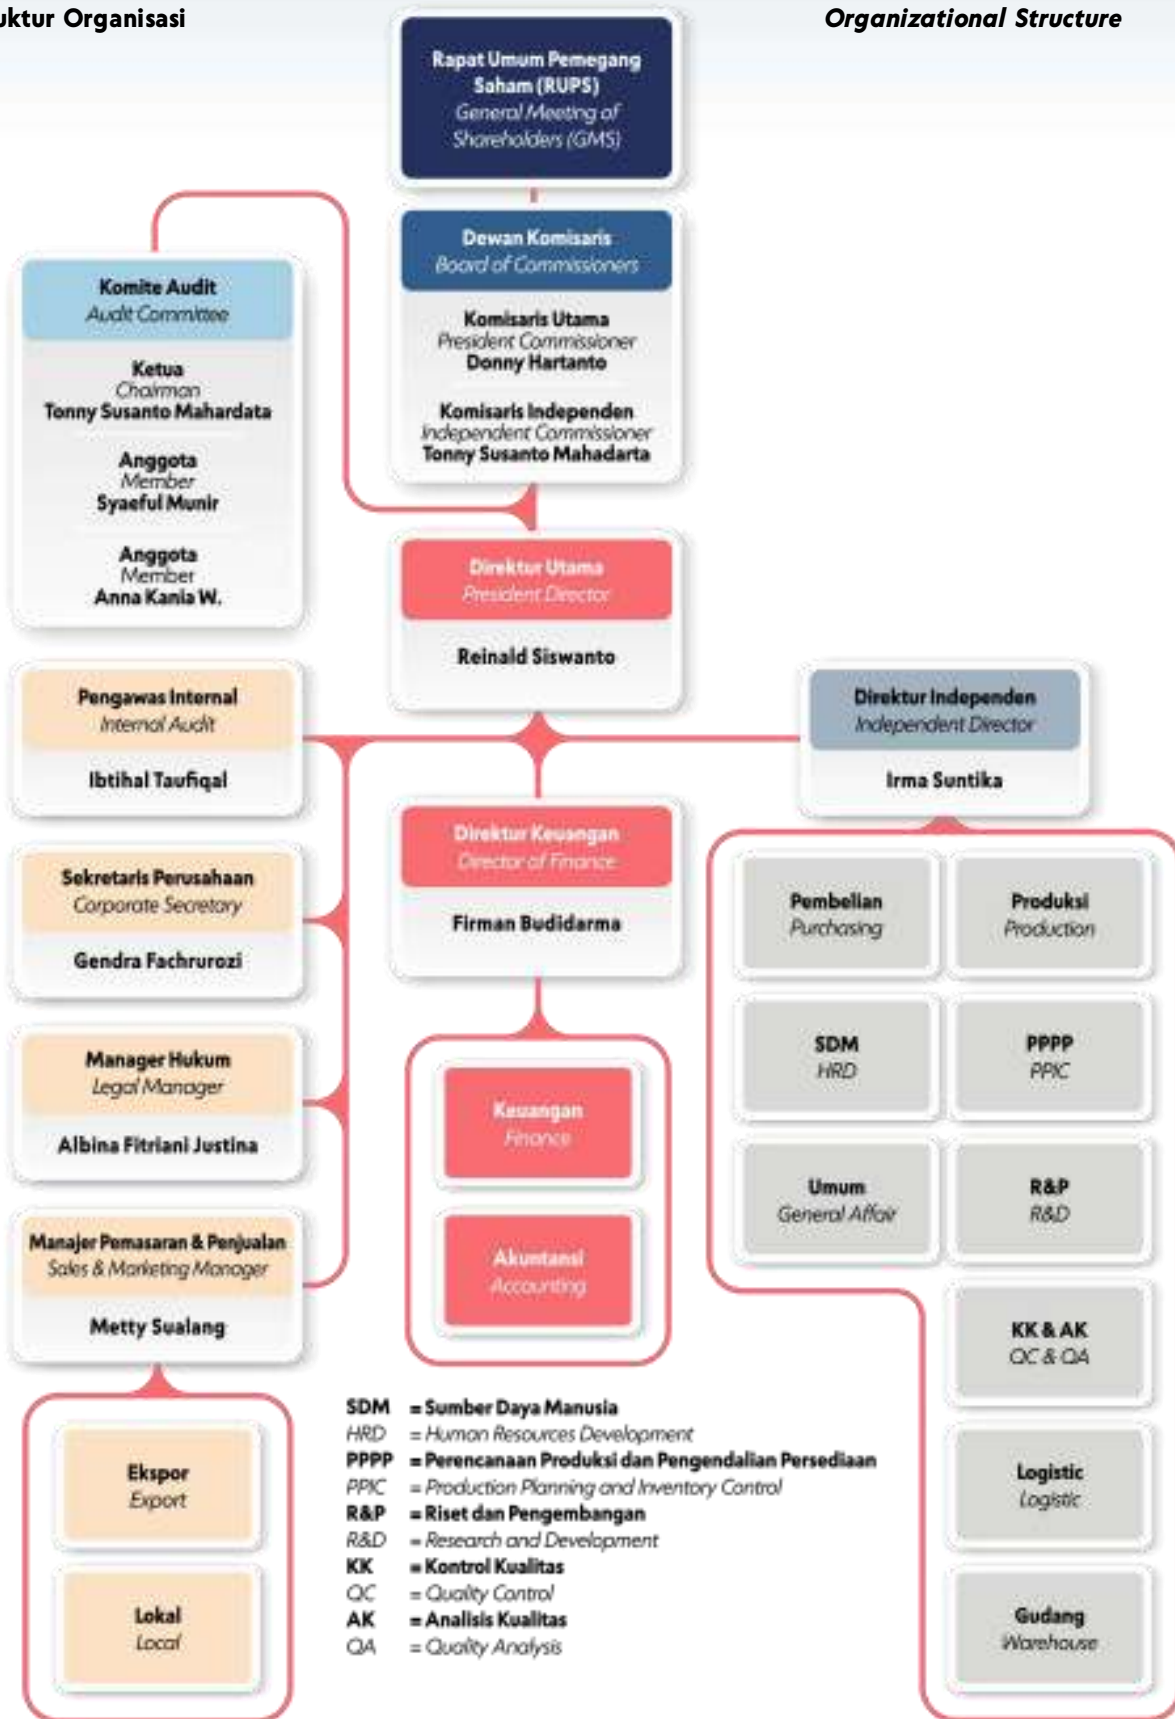 uktur Organisasi
Organizational Structure
Rapat Umum Pemegang
Saham (RUPS)
General Meeting of
Shareholders (GMS)
Dewan Komisaris
Board of Commissioners
Komisaris Utama
President Commissioner
Donny Hartanto
Komisaris Independen
Independent Commissioner
Tonny Susanto Mahadarta
Komite Audit
Audit Committee
Ketua
Chairman
Tonny Susanto Mahardata
Anggota
Member
Syaeful Munir
Anggota
Member
Anna Kania W.
Direktur Utama
President Director
Reinald Siswanto
Pengawas Internal
Internal Audit
Ibtihal Taufiqal
Direktur Independen
Independent Director
Irma Suntika
Direktur Keuangan
Director of Finance
Firman Budidarma
Sekretaris Perusahaan
Corporate Secretary
Gendra Fachrurozi
Manager Hukum
Legal Manager
Albina Fitriani Justina
Manajer Pemasaran & Penjualan
Sales & Marketing Manager
Metty Sualang
Ekspor
Export
Lokal
Local
Keuangan
Finance
Akuntansi
Accounting
Pembelian
Purchasing
Produksi
Production
SDM
HRD
PPPP
PPIC
Umum
General Affair
R&P
R&D
KK & AK
QC & QA
Logistic
Logistic
Gudang
Warehouse
SDM = Sumber Daya Manusia
HRD = Human Resources Development
PPPP = Perencanaan Produksi dan Pengendalian Persediaan
PPIC = Production Planning and Inventory Control
R&P = Riset dan Pengembangan
R&D = Research and Development
KK = Kontrol Kualitas
QC = Quality Control
AK = Analisis Kualitas
QA = Quality Analysis